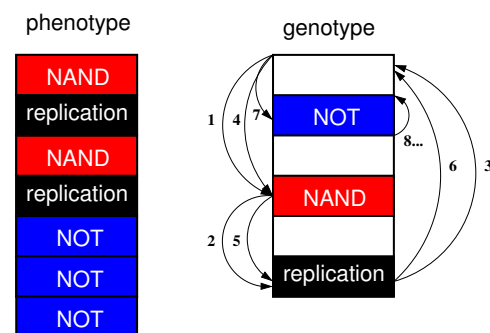 phenotype
NAND
replication
NAND
replication
NOT
NOT
NOT
genotype
NOT
NAND
replication
1
4
7
8...
6
3
2
5